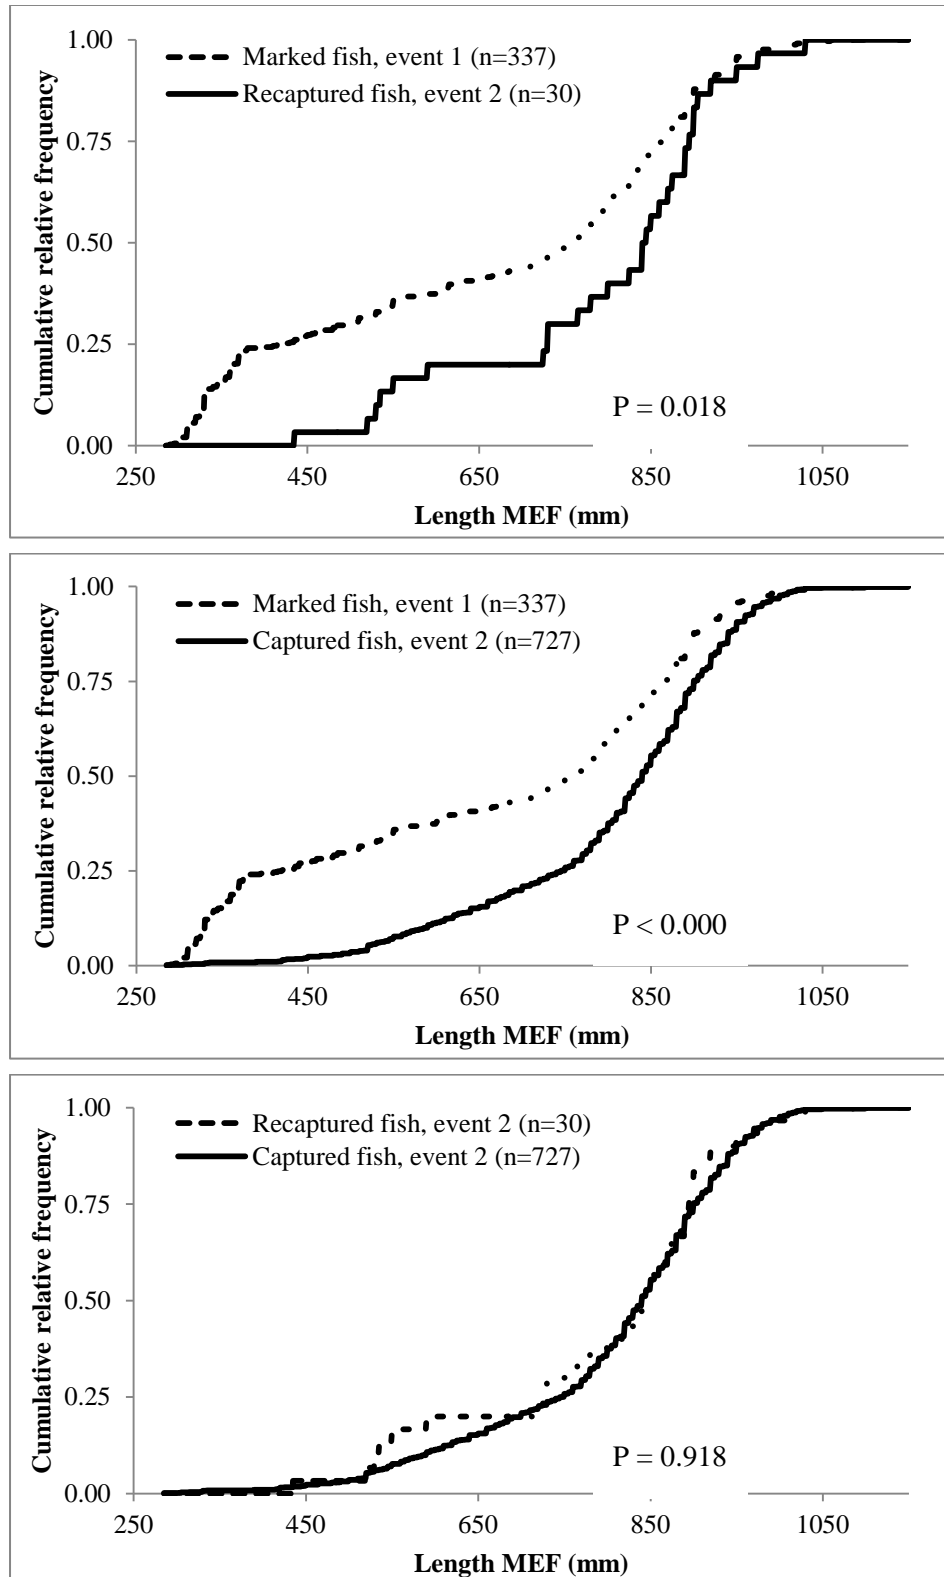 Cumulative relative frequency
1.00
0.75
0.50
0.25
0.00
Marked fish, event 1 (n=337)
Recaptured fish, event 2 (n=30)
P = 0.018
250 450 650 850 1050
Length MEF (mm)
Cumulative relative frequency
1.00
0.75
0.50
0.25
0.00
Marked fish, event 1 (n=337)
Captured fish, event 2 (n=727)
P < 0.000
250 450 650 850 1050
Length MEF (mm)
Cumulative relative frequency
1.00
0.75
0.50
0.25
0.00
Recaptured fish, event 2 (n=30)
Captured fish, event 2 (n=727)
P = 0.918
250 450 650 850 1050
Length MEF (mm)